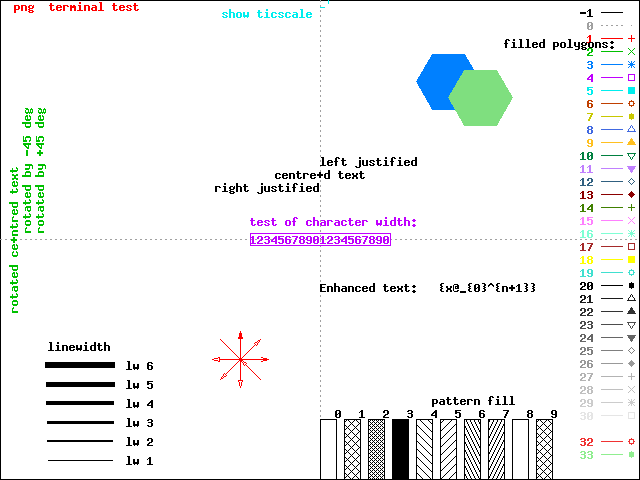 png terminal test
show ticscale
filled polygons:
-1
0
1
2
3
4
5
6
7
8
9
10
11
12
13
14
15
16
17
18
19
20
21
22
23
24
25
26
27
28
29
30
32
33
left justified
centre+d text
right justified
test of character width:
12345678901234567890
Enhanced text: {x@_{0}^{n+1}}
rotated ce+ntred text
rotated by -45 deg
rotated by +45 deg
linewidth
lw 6
lw 5
lw 4
lw 3
lw 2
lw 1
pattern fill
0 1 2 3 4 5 6 7 8 9